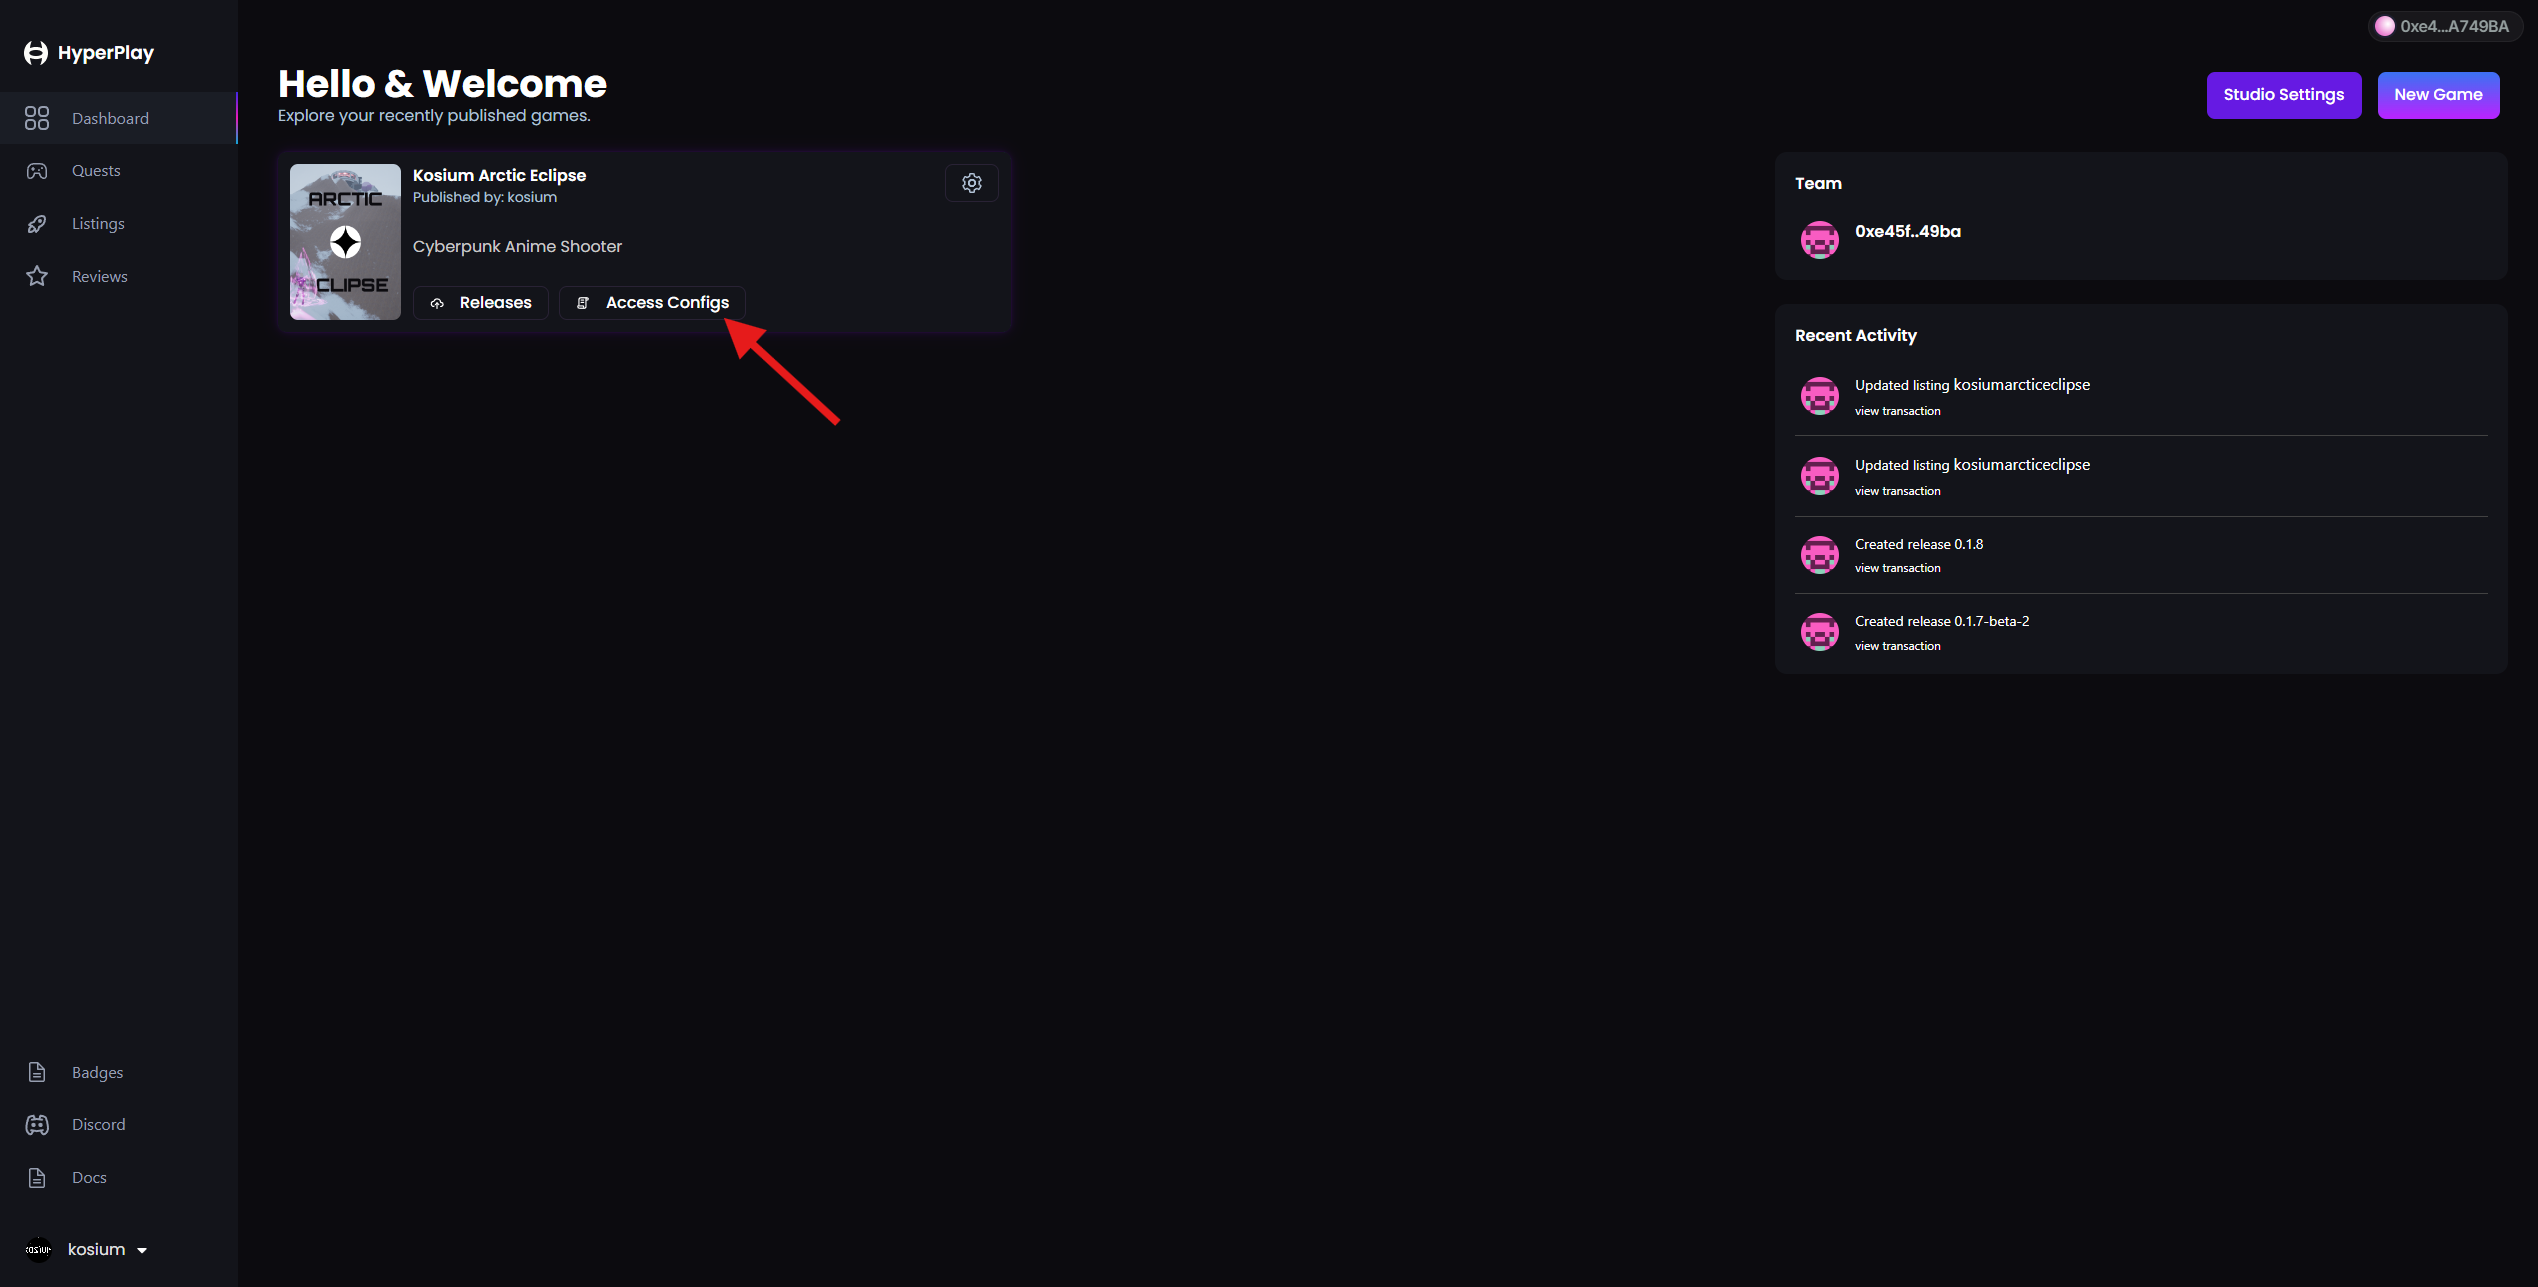 HyperPlay
Dashboard
Quests
Listings
Reviews
Badges
Discord
Docs
kosium
0xe4...A749BA
Hello & Welcome
Explore your recently published games.
Studio Settings
New Game
ARCTIC
CLIPSE
Kosium Arctic Eclipse
Published by: kosium
Cyberpunk Anime Shooter
Releases
Access Configs
Team
0xe45f..49ba
Recent Activity
Updated listing kosiumarcticeclipse
view transaction
Updated listing kosiumarcticeclipse
view transaction
Created release 0.1.8
view transaction
Created release 0.1.7-beta-2
view transaction